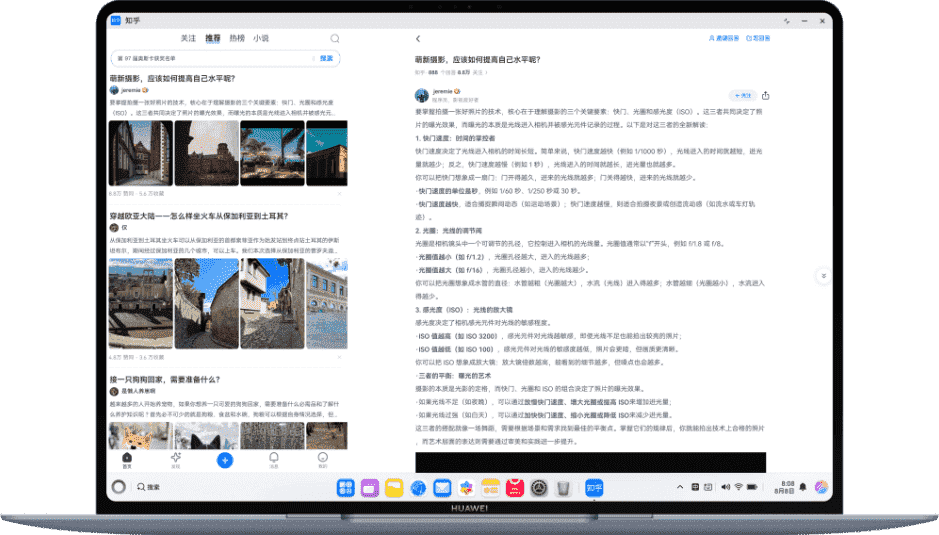 知乎
关注 推荐 热榜 小说
第 97 届奥斯卡获奖名单
搜索
萌新摄影，应该如何提高自己水平呢？
jeremie
要掌握拍摄一张好照片的技术，核心在于理解摄影的三个关键要素：快门、光圈和感光度
（ISO）。这三者共同决定了照片的曝光效果，而曝光的本质是光线进入相机并被感光元...
穿越欧亚大陆——怎么样坐火车从保加利亚到土耳其？
从保加利亚到土耳其坐火车可以从保加利亚的首都索非亚作为始发站到终点站土耳其的伊斯
接一只狗狗回家，需要准备什么？
是懒人养熊啊
首页
消息
我的
邀请回答 写回答
萌新摄影，应该如何提高自己水平呢？
jeremie
+ 关注
要掌握拍摄一张好照片的技术，核心在于理解摄影的三个关键要素：快门、光圈和感光度（ISO）。这三者共同决定了照
片的曝光效果，而曝光的本质是光线进入相机并被感光元件记录的过程。以下是对这三者的全新解读：
1. 快门速度：时间的掌控者
快门速度决定了光线进入相机的时间长短。简单来说，快门速度越快（例如 1/1000 秒），光线进入的时间就越短，进光
量就越少；反之，快门速度越慢（例如 1 秒），光线进入的时间就越长，进光量也就越多。
你可以把快门想象成一扇门：门开得越久，进来的光线就越多；门关得越快，进来的光线就越少。
·快门速度的单位是秒，例如 1/60 秒、1/250 秒或 30 秒。
·快门速度越快，适合捕捉瞬间动态（如运动场景）；快门速度越慢，则适合拍摄夜景或创造流动感（如流水或车灯轨
迹）。
2. 光圈：光线的调节阀
光圈是相机镜头中一个可调节的孔径，它控制进入相机的光线量。光圈值通常以“f”开头，例如 f/1.8 或 f/8。
·光圈值越小（如 f/1.2），光圈孔径越大，进入的光线越多；
·光圈值越大（如 f/16），光圈孔径越小，进入的光线越少。
你可以把光圈想象成水管的直径：水管越粗（光圈越大），水流（光线）进入得越多；水管越细（光圈越小），水流进入
得越少。
3. 感光度（ISO）：光线的放大镜
感光度决定了相机感光元件对光线的敏感程度。
·ISO 值越高（如 ISO 3200），感光元件对光线越敏感，即使光线不足也能拍出较亮的照片；
·ISO 值越低（如 ISO 100），感光元件对光线的敏感度越低，照片会更暗，但画质更清晰。
你可以把 ISO 想象成放大镜：放大镜倍数越高，能看到的细节越多，但噪点也会越多。
·三者的平衡：曝光的艺术
摄影的本质是光影的定格，而快门、光圈和 ISO 的组合决定了照片的曝光效果。
·如果光线不足（如夜晚），可以通过放慢快门速度、增大光圈或提高 ISO来增加进光量；
·如果光线过强（如白天），可以通过加快快门速度、缩小光圈或降低 ISO来减少进光量。
这三者的搭配就像一场舞蹈，需要根据场景和需求找到最佳的平衡点。掌握它们的规律后，你就能拍出技术上合格的照片
，而艺术层面的表达则需要通过审美和实践进一步提升。
搜索
知乎
8:08
8月8日
HUAWEI